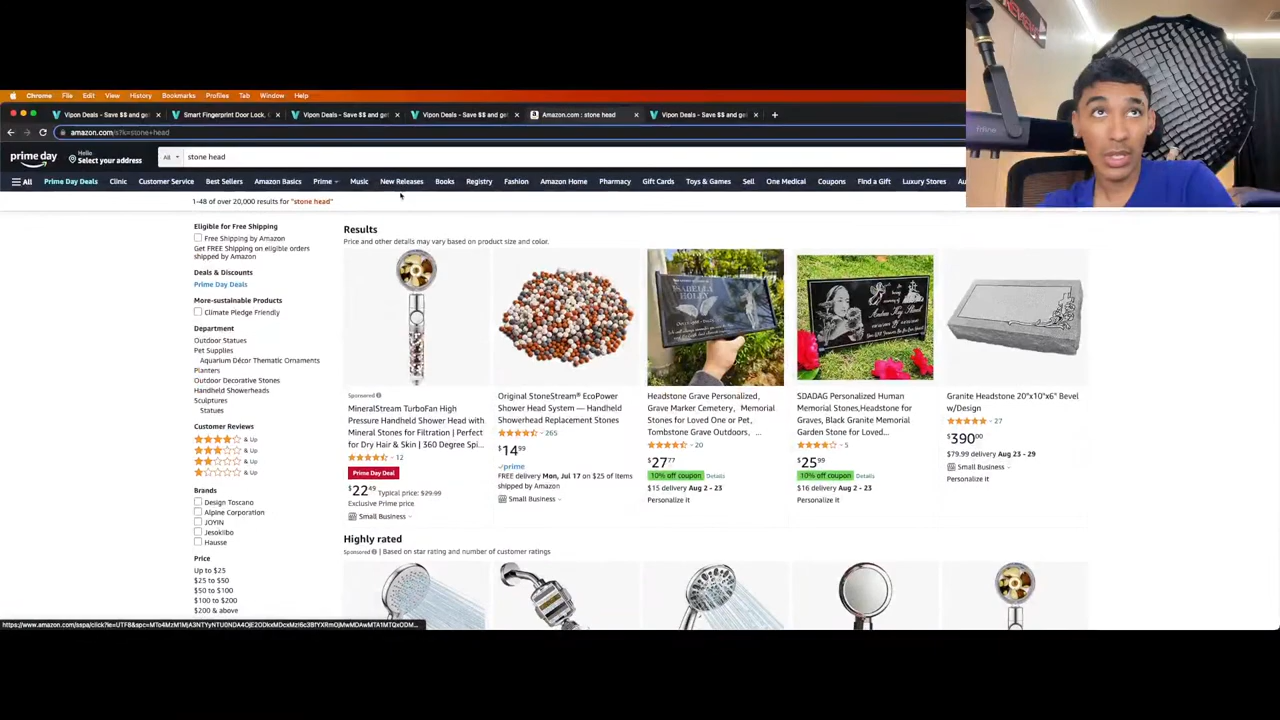 Chrome File Edit View History Bookmarks Profiles Tab Window Help
Vipon Deals - Save $$ and get
Smart Fingerprint Door Lock,
Vipon Deals - Save $$ and get
Vipon Deals - Save $$ and get
Amazon.com : stone head
Vipon Deals - Save $$ and get
amazon.com/s?k=stone+head
prime day
Hello
Select your address
All
stone head
All Prime Day Deals Clinic Customer Service Best Sellers Amazon Basics Prime Music New Releases Books Registry Fashion Amazon Home Pharmacy Gift Cards Toys & Games Sell One Medical Coupons Find a Gift Luxury Stores Au
1-48 of over 20,000 results for "stone head"
Eligible for Free Shipping
Free Shipping by Amazon
Get FREE Shipping on eligible orders
shipped by Amazon
Deals & Discounts
Prime Day Deals
More-sustainable Products
Climate Pledge Friendly
Department
Outdoor Statues
Pet Supplies
Aquarium Décor Thematic Ornaments
Planters
Outdoor Decorative Stones
Handheld Showerheads
Sculptures
Statues
Customer Reviews
& Up
& Up
& Up
& Up
Brands
Design Toscano
Alpine Corporation
JOYIN
Jesokiibo
Hausse
Price
Up to $25
$25 to $50
$50 to $100
$100 to $200
$200 & above
Results
Price and other details may vary based on product size and color.
Sponsored
MineralStream TurboFan High
Pressure Handheld Shower Head with
Mineral Stones for Filtration | Perfect
for Dry Hair & Skin | 360 Degree Spi...
12
Prime Day Deal
$22 49 Typical price: $29.99
Exclusive Prime price
Small Business
Original StoneStream EcoPower
Shower Head System — Handheld
Showerhead Replacement Stones
265
$14 99
prime
FREE delivery Mon, Jul 17 on $25 of items
shipped by Amazon
Small Business
ISABELLA
HOLLY
Headstone Grave Personalized,
Grave Marker Cemetery, Memorial
Stones for Loved One or Pet,
Tombstone Grave Outdoors, ...
20
$27 77
10% off coupon Details
$15 delivery Aug 2 - 23
Personalize it
SDADAG Personalized Human
Memorial Stones,Headstone for
Graves, Black Granite Memorial
Garden Stone for Loved...
5
$25 99
10% off coupon Details
$16 delivery Aug 2 - 23
Personalize it
Granite Headstone 20"x10"x6" Bevel
w/Design
27
$390 00
$79.99 delivery Aug 23 - 29
Small Business
Personalize it
Highly rated
Sponsored | Based on star rating and number of customer ratings